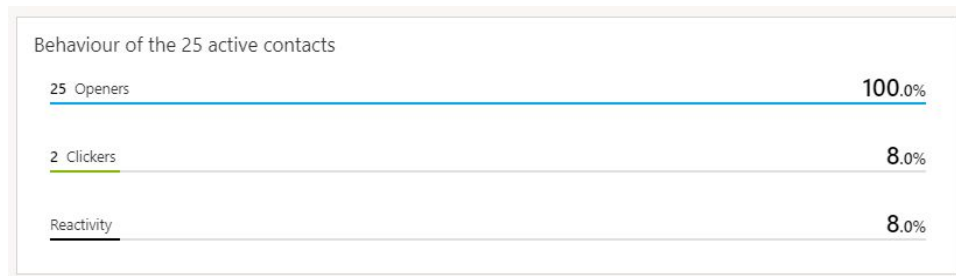 Behaviour of the 25 active contacts
25 Openers 100.0%
2 Clickers 8.0%
Reactivity 8.0%